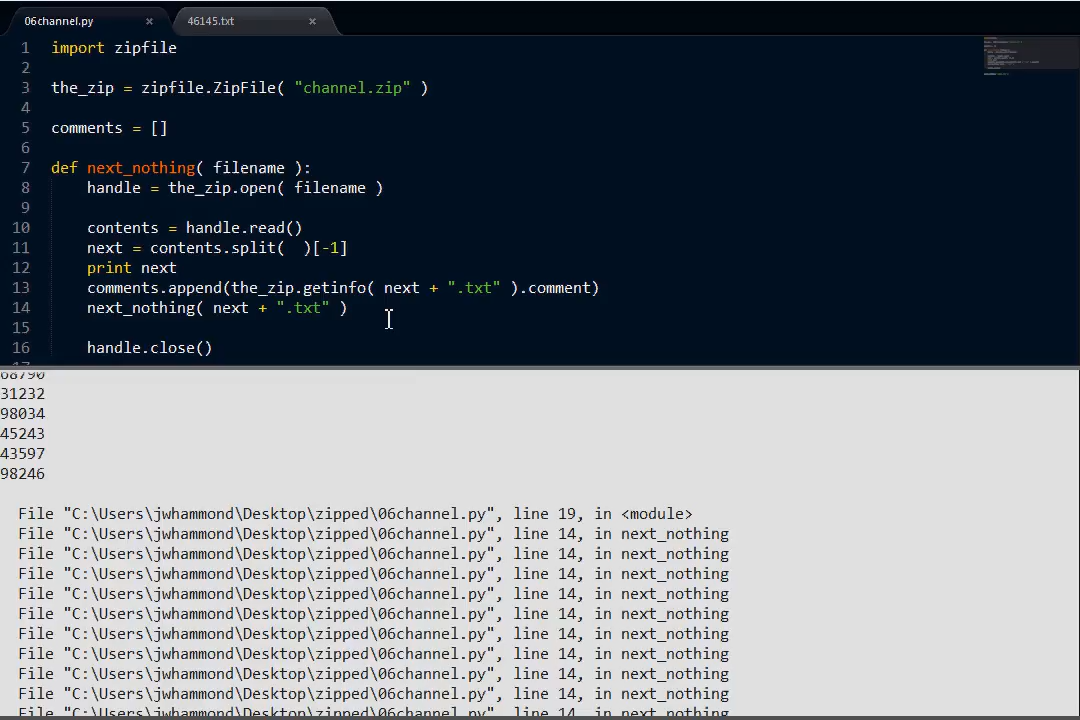 06channel.py × 46145.txt ×
1 import zipfile
2
3 the_zip = zipfile.ZipFile( "channel.zip" )
4
5 comments = []
6
7 def next_nothing( filename ):
8 handle = the_zip.open( filename )
9
10 contents = handle.read()
11 next = contents.split(  )[-1]
12 print next
13 comments.append(the_zip.getinfo( next + ".txt" ).comment)
14 next_nothing( next + ".txt" )
15
16 handle.close()
17
68790
31232
98034
45243
43597
98246
File "C:\Users\jwhammond\Desktop\zipped\06channel.py", line 19, in <module>
File "C:\Users\jwhammond\Desktop\zipped\06channel.py", line 14, in next_nothing
File "C:\Users\jwhammond\Desktop\zipped\06channel.py", line 14, in next_nothing
File "C:\Users\jwhammond\Desktop\zipped\06channel.py", line 14, in next_nothing
File "C:\Users\jwhammond\Desktop\zipped\06channel.py", line 14, in next_nothing
File "C:\Users\jwhammond\Desktop\zipped\06channel.py", line 14, in next_nothing
File "C:\Users\jwhammond\Desktop\zipped\06channel.py", line 14, in next_nothing
File "C:\Users\jwhammond\Desktop\zipped\06channel.py", line 14, in next_nothing
File "C:\Users\jwhammond\Desktop\zipped\06channel.py", line 14, in next_nothing
File "C:\Users\jwhammond\Desktop\zipped\06channel.py", line 14, in next_nothing
File "C:\Users\jwhammond\Desktop\zipped\06channel.py", line 14, in next_nothing